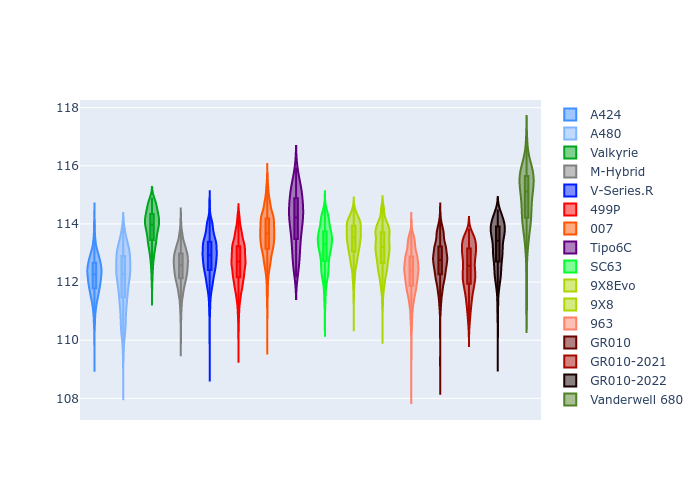 118
116
114
112
110
108
A424
A480
Valkyrie
M-Hybrid
V-Series.R
499P
007
Tipo6C
SC63
9X8Evo
9X8
963
GR010
GR010-2021
GR010-2022
Vanderwell 680